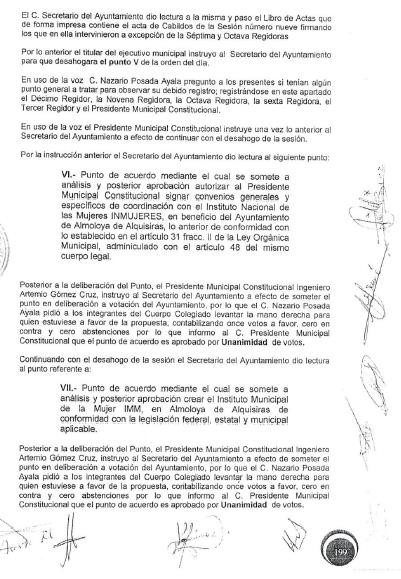 El C. Secretario del Ayuntamiento dio lectura a la misma y paso el Libro de Actas que
de forma impresa contiene el acta de Cabildos de la Sesión número nueve firmando
los que en ella intervinieron a excepción de la Séptima y Octava Regidoras
Por lo anterior el titular del ejecutivo municipal instruyo al Secretario del Ayuntamiento
para que desahogara el punto V de la orden del día.
En uso de la voz C. Nazario Posada Ayala pregunto a los presentes si tenían algún
punto general a tratar para observar su debido registro; registrándose en este apartado
el Décimo Regidor, la Novena Regidora, la Octava Regidora, la sexta Regidora, el
Tercer Regidor y el Presidente Municipal Constitucional.
En uso de la voz el Presidente Municipal Constitucional instruye una vez lo anterior al
Secretario del Ayuntamiento a efecto de continuar con el desahogo de la sesión.
Por la instrucción anterior el Secretario del Ayuntamiento dio lectura al siguiente punto:
VI.- Punto de acuerdo mediante el cual se somete a
análisis y posterior aprobación autorizar al Presidente
Municipal Constitucional signar convenios generales y
específicos de coordinación con el Instituto Nacional de
las Mujeres INMUJERES, en beneficio del Ayuntamiento
de Almoloya de Alquisiras, lo anterior de conformidad con
lo establecido en el artículo 31 fracc. II de la Ley Orgánica
Municipal, adminiculado con el artículo 48 del mismo
cuerpo legal.
Posterior a la deliberación del Punto, el Presidente Municipal Constitucional Ingeniero
Artemio Gómez Cruz, instruyo al Secretario del Ayuntamiento a efecto de someter el
punto en deliberación a votación del Ayuntamiento, por lo que el C. Nazario Posada
Ayala pidió a los integrantes del Cuerpo Colegiado levantar la mano derecha para
quien estuviese a favor de la propuesta, contabilizando once votos a favor, cero en
contra y cero abstenciones por lo que informo al C. Presidente Municipal
Constitucional que el punto de acuerdo es aprobado por Unanimidad de votos.
Continuando con el desahogo de la sesión el Secretario del Ayuntamiento dio lectura
al punto referente a:
VII.- Punto de acuerdo mediante el cual se somete a
análisis y posterior aprobación crear el Instituto Municipal
de la Mujer IMM, en Almoloya de Alquisiras de
conformidad con la legislación federal, estatal y municipal
aplicable.
Posterior a la deliberación del Punto, el Presidente Municipal Constitucional Ingeniero
Artemio Gómez Cruz, instruyo al Secretario del Ayuntamiento a efecto de someter el
punto en deliberación a votación del Ayuntamiento, por lo que el C. Nazario Posada
Ayala pidió a los integrantes del Cuerpo Colegiado levantar la mano derecha para
quien estuviese a favor de la propuesta, contabilizando once votos a favor, cero en
contra y cero abstenciones por lo que informo al C. Presidente Municipal
Constitucional que el punto de acuerdo es aprobado por Unanimidad de votos.
199